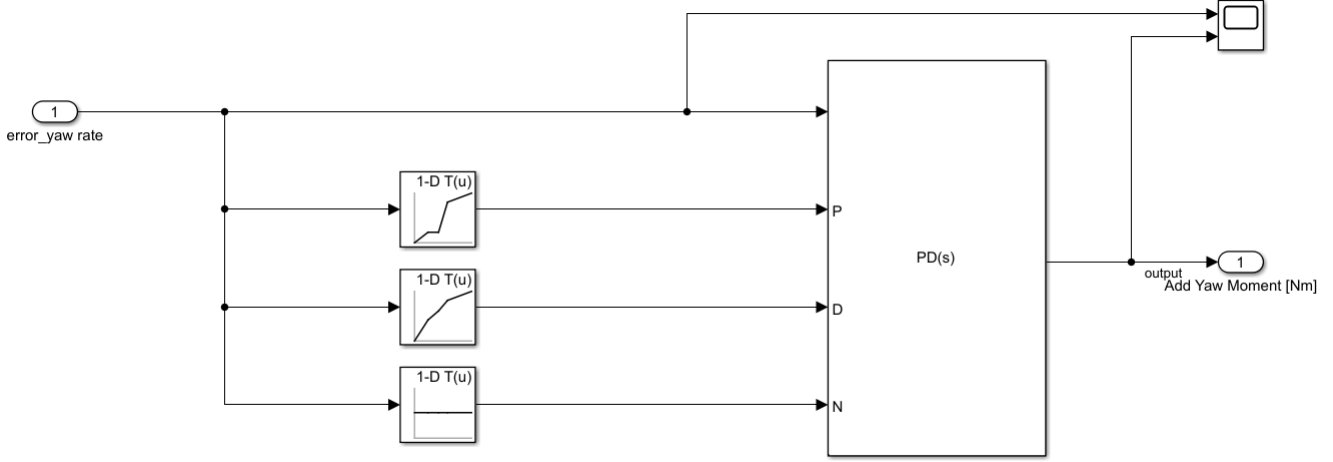 1
error_yaw rate
1-D T(u)
P
1-D T(u)
D
1-D T(u)
N
PD(s)
1
output
Add Yaw Moment [Nm]